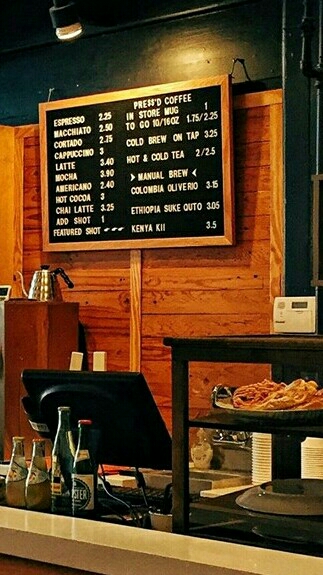 ESPRESSO 2.25
MACCHIATO 2.50
CORTADO 2.75
CAPPUCCINO 3
LATTE 3.40
MOCHA 3.90
AMERICANO 2.40
HOT COCOA 3
CHAI LATTE 3.25
ADD SHOT 1
FEATURED SHOT
PRE$$'D COFFEE
IN STORE MUG 1
TO GO 10/16OZ 1.75/2.25
COLD BREW ON TAP 3.25
HOT & COLD TEA 2/2.5
> MANUAL BREW <
COLOMBIA OLIVERIO 3.15
ETHIOPIA SUKE QUTO 3.05
KENYA KII 3.5